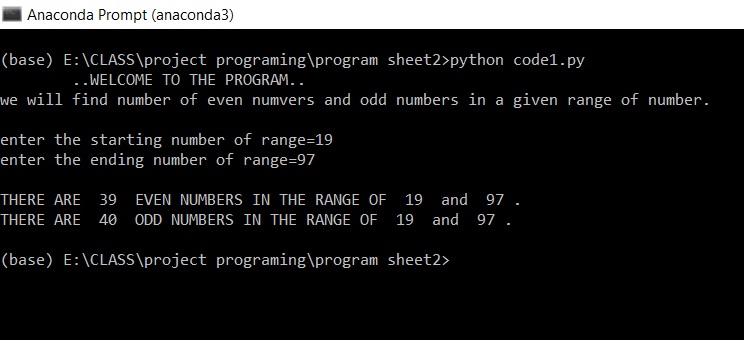 Anaconda Prompt (anaconda3)
(base) E:\CLASS\project programing\program sheet2>python code1.py
..WELCOME TO THE PROGRAM..
we will find number of even numvers and odd numbers in a given range of number.
enter the starting number of range=19
enter the ending number of range=97
THERE ARE  39  EVEN NUMBERS IN THE RANGE OF  19  and  97 .
THERE ARE  40  ODD NUMBERS IN THE RANGE OF  19  and  97 .
(base) E:\CLASS\project programing\program sheet2>